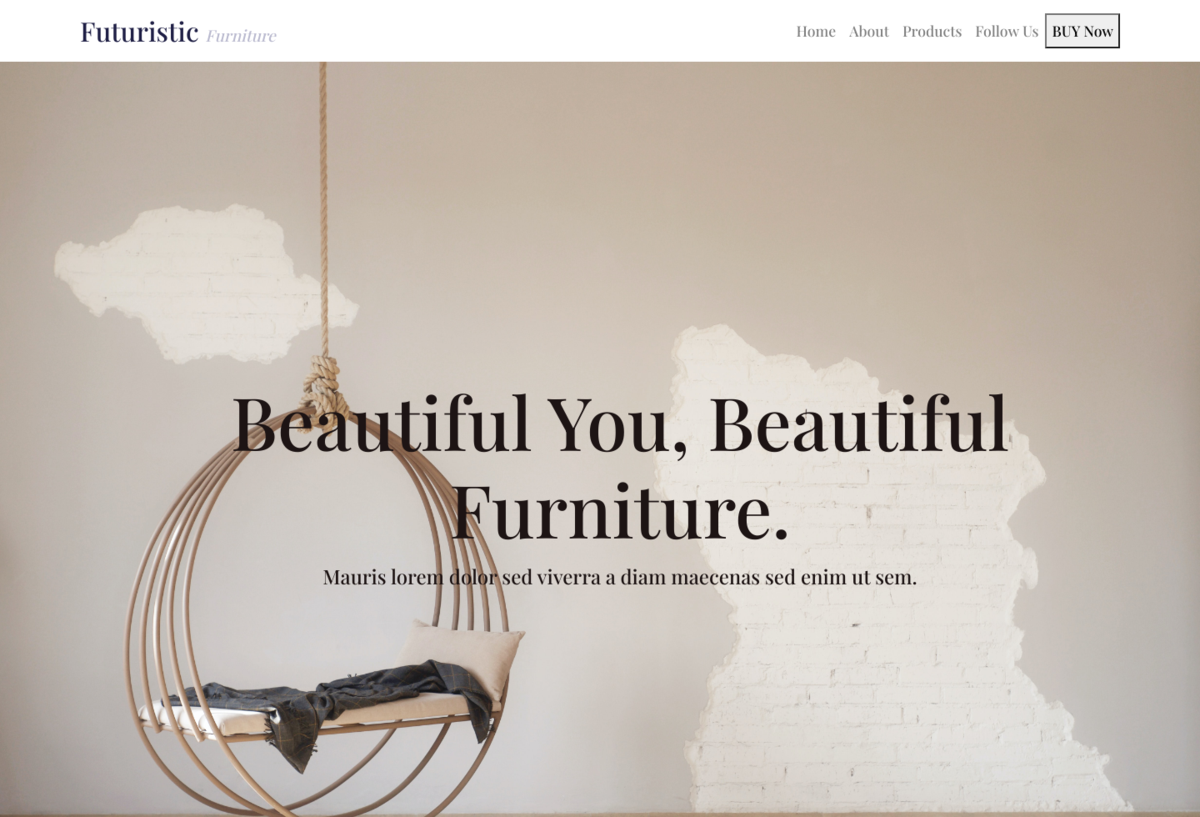 Futuristic Furniture
Home About Products Follow Us BUY Now
Beautiful You, Beautiful
Furniture.
Mauris lorem dolor sed viverra a diam maecenas sed enim ut sem.